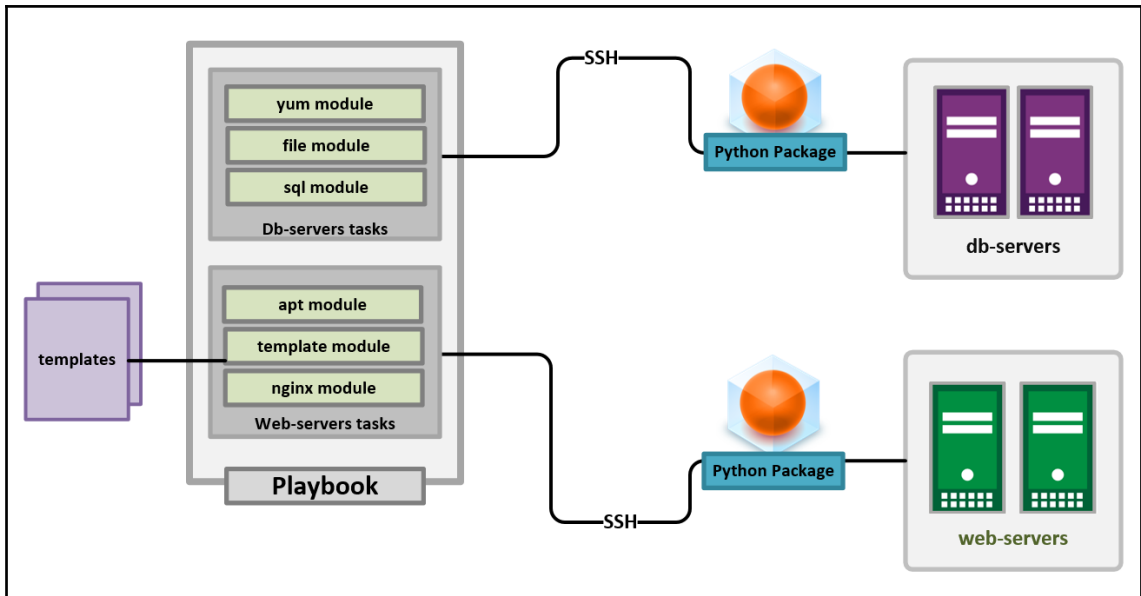 yum module
file module
sql module
Db-servers tasks
SSH
Python Package
db-servers
templates
apt module
template module
nginx module
Web-servers tasks
Playbook
SSH
Python Package
web-servers